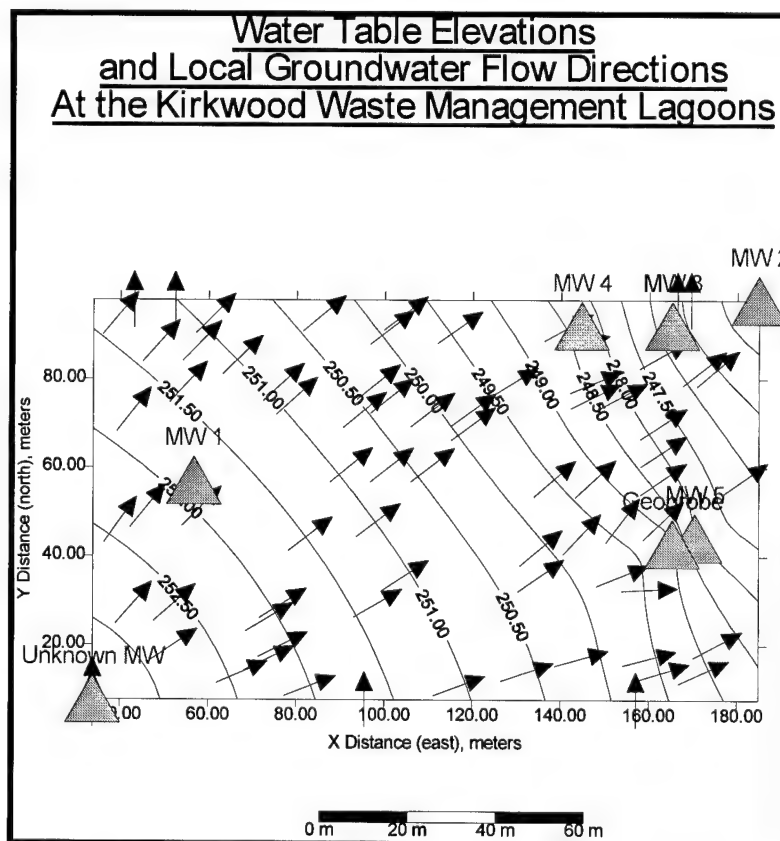 Water Table Elevations
and Local Groundwater Flow Directions
At the Kirkwood Waste Management Lagoons
MW 2
MW 4
MW
80.00
251.50
251.00
250.50
250.00
249.50
249.00
248.50
248.00
247.50
MW 1
60.00
MW 5
Geoprobe
Y Distance (north), meters
40.00
252.50
251.00
250.50
20.00
Unknown MW
60.00
80.00
100.00
120.00
140.00
160.00
180.00
X Distance (east), meters
0 m
20 m
40 m
60 m